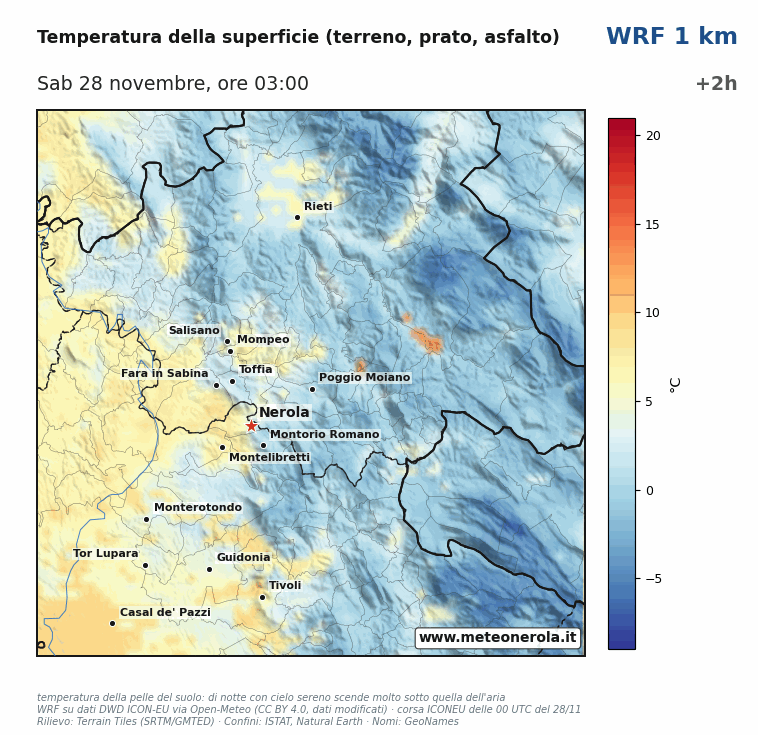 Temperatura della superficie (terreno, prato, asfalto)
WRF 1 km
Sab 28 novembre, ore 03:00
+2h
Rieti
Salisano
Mompeo
Toffia
Fara in Sabina
Poggio Moiano
Nerola
Montorio Romano
Montelibretti
Monterotondo
Tor Lupara
Guidonia
Tivoli
Casal de' Pazzi
www.meteonerola.it
20
15
10
5
0
−5
°C
temperatura della pelle del suolo: di notte con cielo sereno scende molto sotto quella dell'aria
WRF su dati DWD ICON-EU via Open-Meteo (CC BY 4.0, dati modificati) · corsa ICONEU delle 00 UTC del 28/11
Rilievo: Terrain Tiles (SRTM/GMTED) · Confini: ISTAT, Natural Earth · Nomi: GeoNames